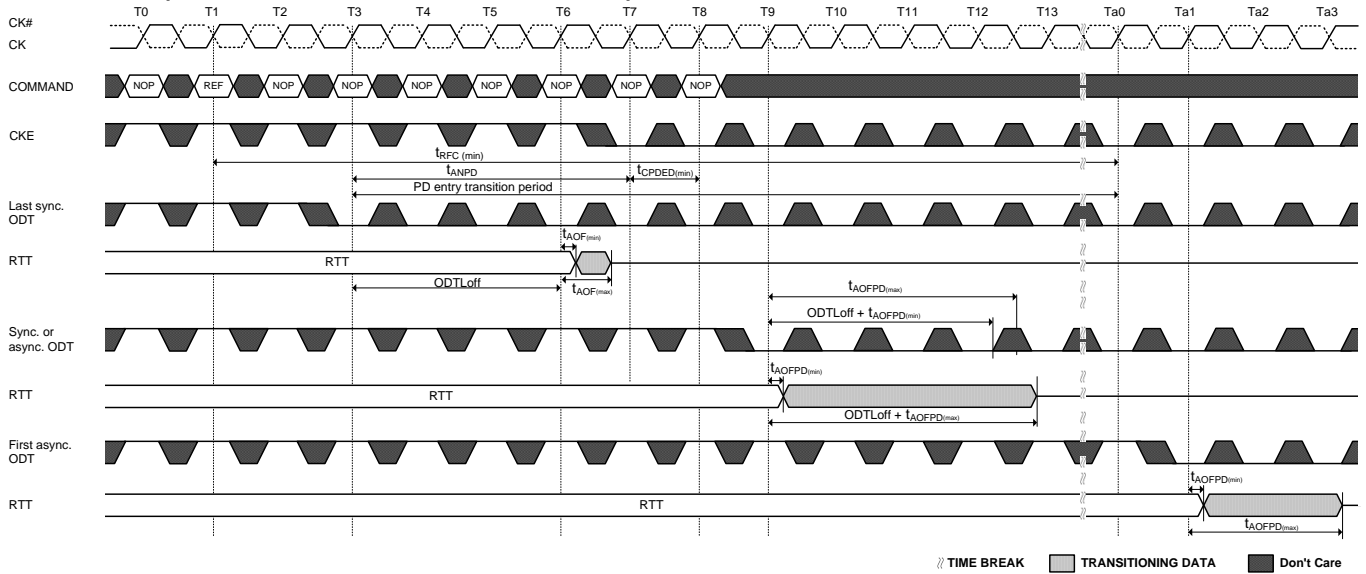 T0 T1 T2 T3 T4 T5 T6 T7 T8 T9 T10 T11 T12 T13 Ta0 Ta1 Ta2 Ta3
CK#
CK
COMMAND NOP REF NOP NOP NOP NOP NOP NOP NOP
CKE
tRFC (min)
tANPD tCPDED(min)
PD entry transition period
Last sync.
ODT
tAOF(min)
RTT RTT
ODTLoff tAOF(max) tAOFPD(max)
ODTLoff + tAOFPD(min)
Sync. or
async. ODT
tAOFPD(min)
RTT RTT
ODTLoff + tAOFPD(max)
First async.
ODT
tAOFPD(min)
RTT RTT
tAOFPD(max)
TIME BREAK TRANSITIONING DATA Don't Care